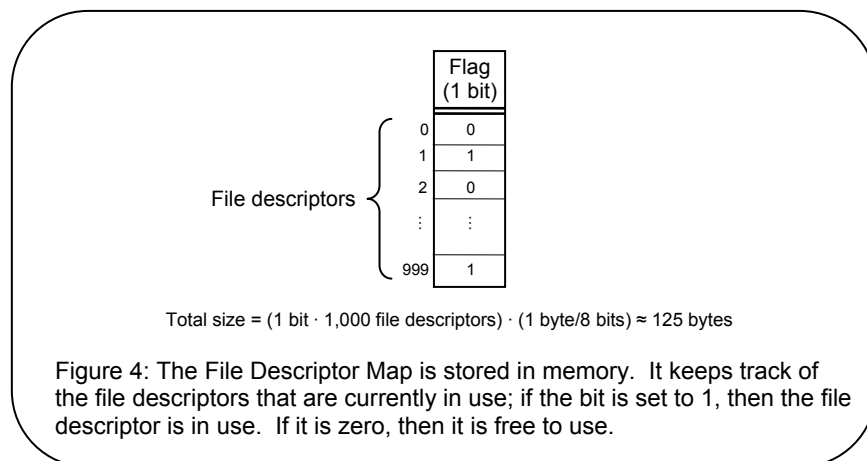 Flag
(1 bit)
0 0
1 1
File descriptors
2 0
⋮ ⋮
999 1
Total size = (1 bit · 1,000 file descriptors) · (1 byte/8 bits) ≈ 125 bytes
Figure 4: The File Descriptor Map is stored in memory.  It keeps track of
the file descriptors that are currently in use; if the bit is set to 1, then the file
descriptor is in use.  If it is zero, then it is free to use.